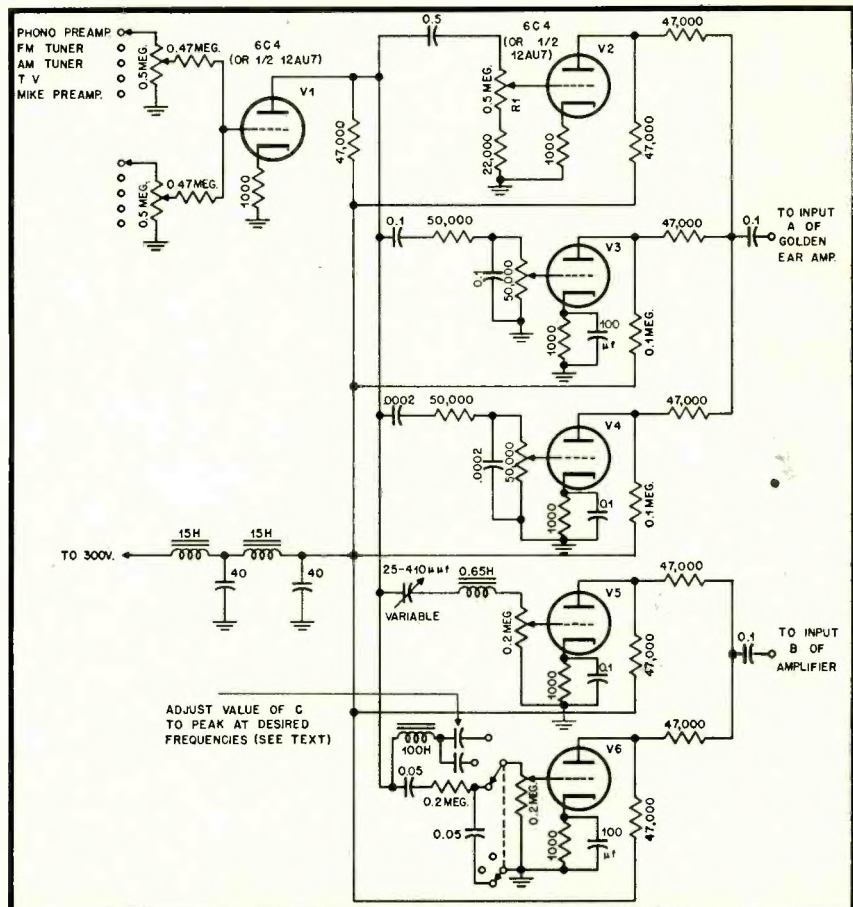 PHONO PREAMP.
FM TUNER
AM TUNER
T V
MIKE PREAMP.
0.5MEG.
0.47MEG.
6C4
(OR 1/2 12AU7)
V1
1000
0.5MEG.
0.47MEG.
47,000
0.5
6C4
(OR 1/2
12AU7)
V2
0.5 MEG.
R1
22,000
1000
47,000
47,000
0.1
50,000
0.1
50,000
V3
1000
100
µf
0.1MEG.
47,000
0.1
TO INPUT
A OF
GOLDEN
EAR AMP.
.0002
50,000
.0002
50,000
V4
1000
0.1
0.1MEG.
47,000
TO 300V.
15H
15H
40
40
25-410µµf
VARIABLE
0.65H
0.2MEG.
V5
1000
0.1
47,000
47,000
0.1
TO INPUT
B OF
AMPLIFIER
ADJUST VALUE OF C
TO PEAK AT DESIRED
FREQUENCIES (SEE TEXT)
100H
0.05
0.2MEG.
0.05
0.2MEG.
V6
1000
100
µf
47,000
47,000